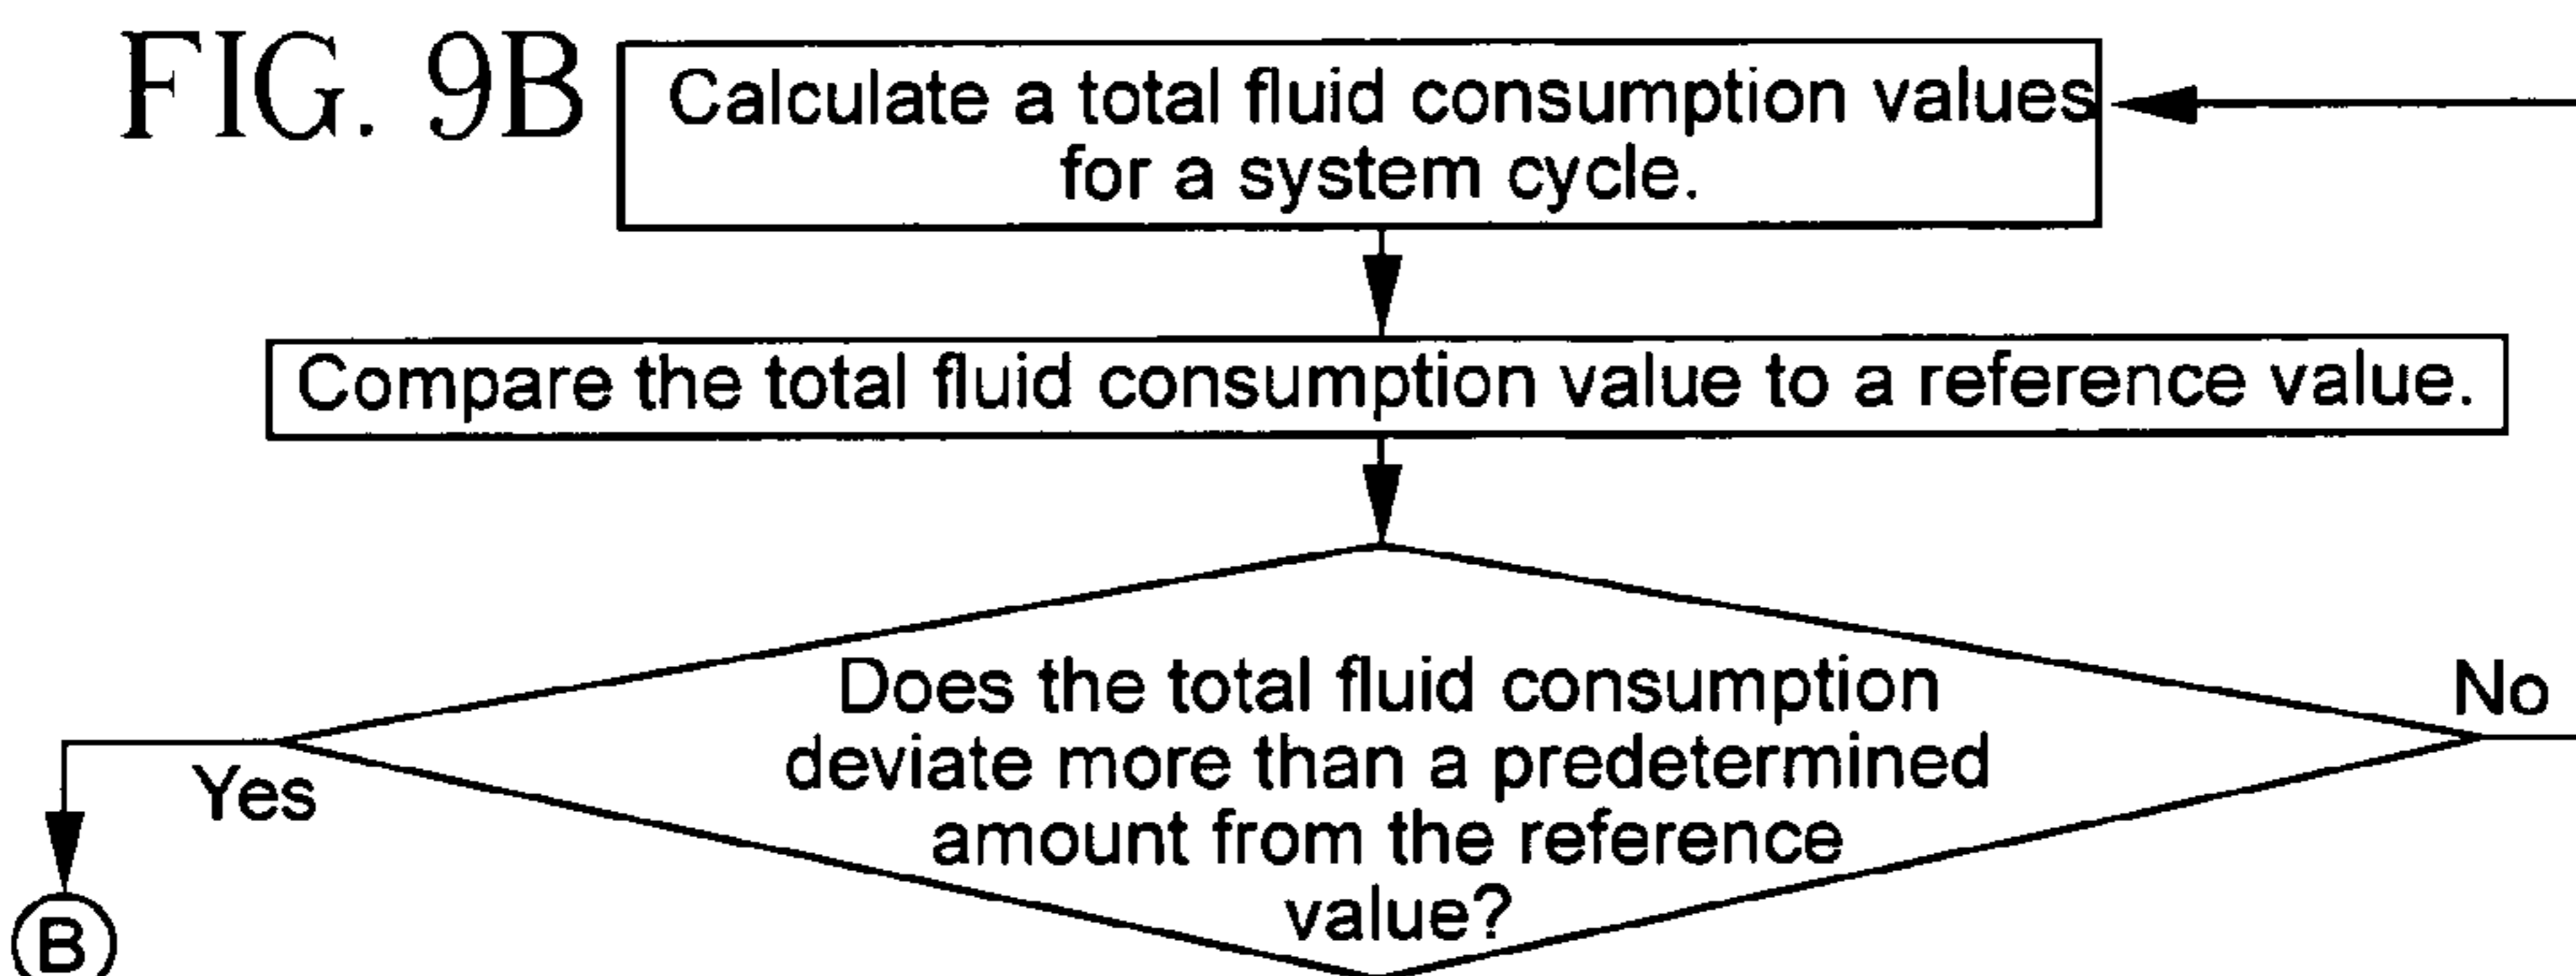 FIG. 9B
Calculate a total fluid consumption values
for a system cycle.
Compare the total fluid consumption value to a reference value.
Does the total fluid consumption
deviate more than a predetermined
amount from the reference
value?
No
Yes
B